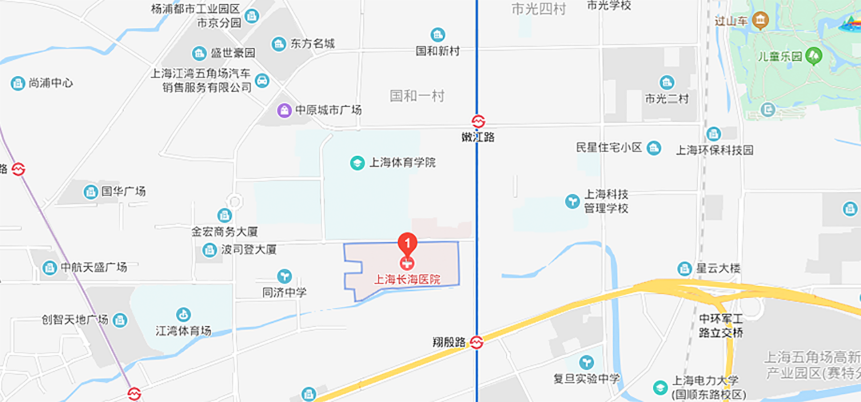 杨浦都市工业园区
市京分园
市光四村
市光学校
过山车
盛世豪园
东方名城
国和新村
儿童乐园
尚浦中心
上海江湾五角场汽车
销售服务有限公司
国和一村
市光二村
中原城市广场
嫩江路
民星住宅小区
上海环保科技园
路
上海体育学院
国华广场
上海科技
管理学校
金宏商务大厦
波司登大厦
1
中航天盛广场
同济中学
上海长海医院
星云大楼
创智天地广场
江湾体育场
翔殷路
中环军工
路立交桥
上海五角场高新
产业园区(赛特分
复旦实验中学
上海电力大学
(国顺东路校区)